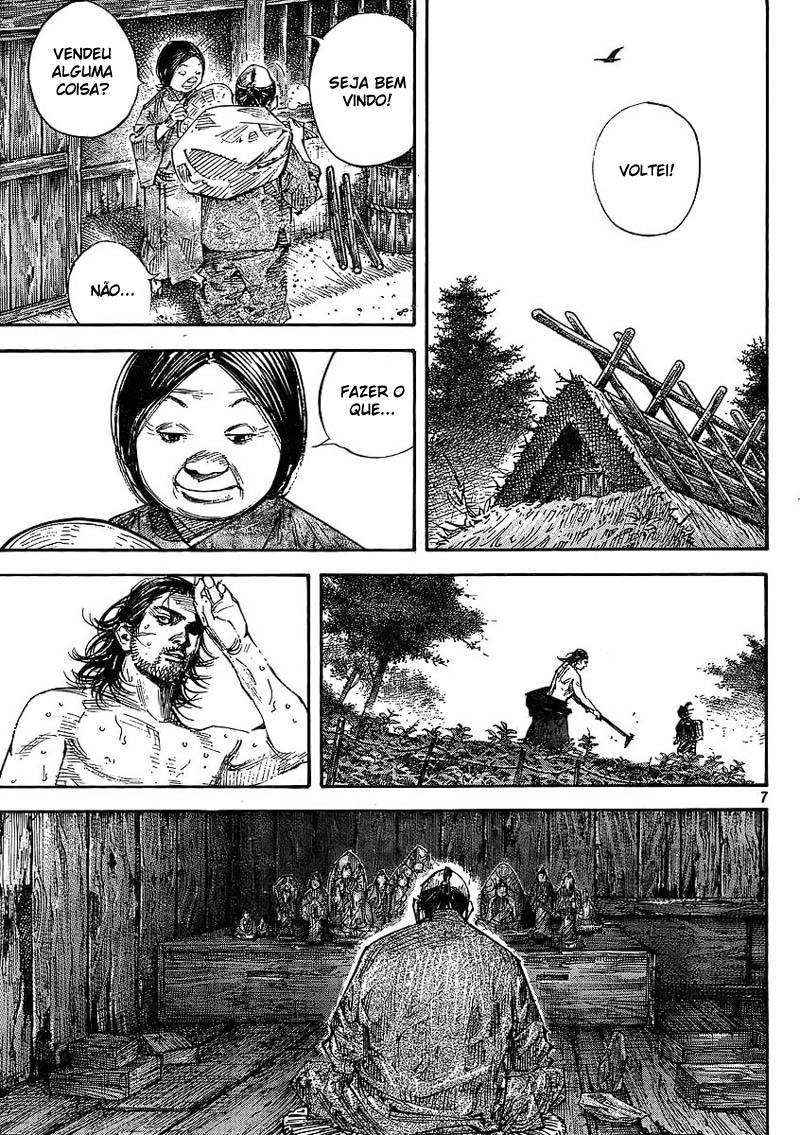 VOLTEI!
SEJA BEM
VINDO!
VENDEU
ALGUMA
COISA?
NÃO...
FAZER O
QUE...
7